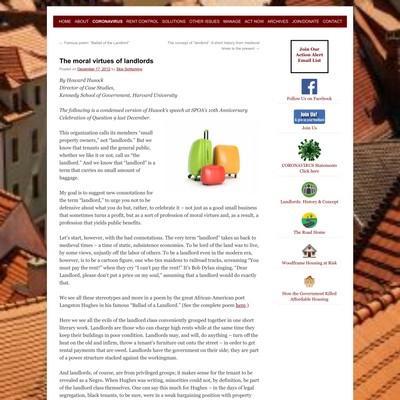 HOME ABOUT CORONAVIRUS RENT CONTROL SOLUTIONS OTHER ISSUES MANAGE ACT NOW ARCHIVES JOIN/DONATE CONTACT
← Famous poem: "Ballad of the Landlord"
The concept of "landlord": A short history from medieval times to the present →
The moral virtues of landlords
Posted on December 17, 2012 by Skip Schloming
By Howard Husock
Director of Case Studies,
Kennedy School of Government, Harvard University
The following is a condensed version of Husock's speech at SPOA's 10th Anniversary
Celebration of Question 9 last December.
This organization calls its members "small
property owners," not "landlords." But we
know that tenants and the general public,
whether we like it or not, call us "the
landlord." And we know that "landlord" is a
term that carries no small amount of
baggage.
My goal is to suggest new connotations for
the term "landlord," to urge you not to be
defensive about what you do but, rather, to celebrate it – not just as a good small business
that sometimes turns a profit, but as a sort of profession of moral virtues and, as a result, a
profession that yields public benefits.
Let's start, however, with the bad connotations. The very term "landlord" takes us back to
medieval times – a time of static, subsistence economies. To be lord of the land was to live,
by some views, unjustly off the labor of others. To be a landlord even in the modern era,
however, is to be a cartoon figure, one who ties maidens to railroad tracks, screaming "You
must pay the rent!" when they cry "I can't pay the rent!" It's Bob Dylan singing, "Dear
Landlord, please don't put a price on my soul," assuming that a landlord would do exactly
that.
We see all these stereotypes and more in a poem by the great African-American poet
Langston Hughes in his famous "Ballad of a Landlord." (See the complete poem here.)
Here we see all the evils of the landlord class conveniently grouped together in one short
literary work. Landlords are those who can charge high rents while at the same time they
keep their buildings in poor condition. Landlords may, and will, do anything – turn off the
heat on the old and infirm, throw a tenant's furniture out onto the street – in order to get
rental payments that are owed. Landlords have the government on their side; they are part
of a power structure stacked against the workingman.
And landlords, of course, are from privileged groups; it makes sense for the tenant to be
revealed as a Negro. When Hughes was writing, minorities could not, by definition, be part
of the landlord class themselves. One can say this much for Hughes – in the days of legal
segregation, black tenants, to be sure, were in a weak bargaining position with property
Join Our
Action Alert
Email List
Follow Us on Facebook
Join Us!
Join Us
CORONAVIRUS Statements
Click here
Landlords: History & Concept
The Road Home
Woodframe Housing at Risk
How the Government Killed
Affordable Housing